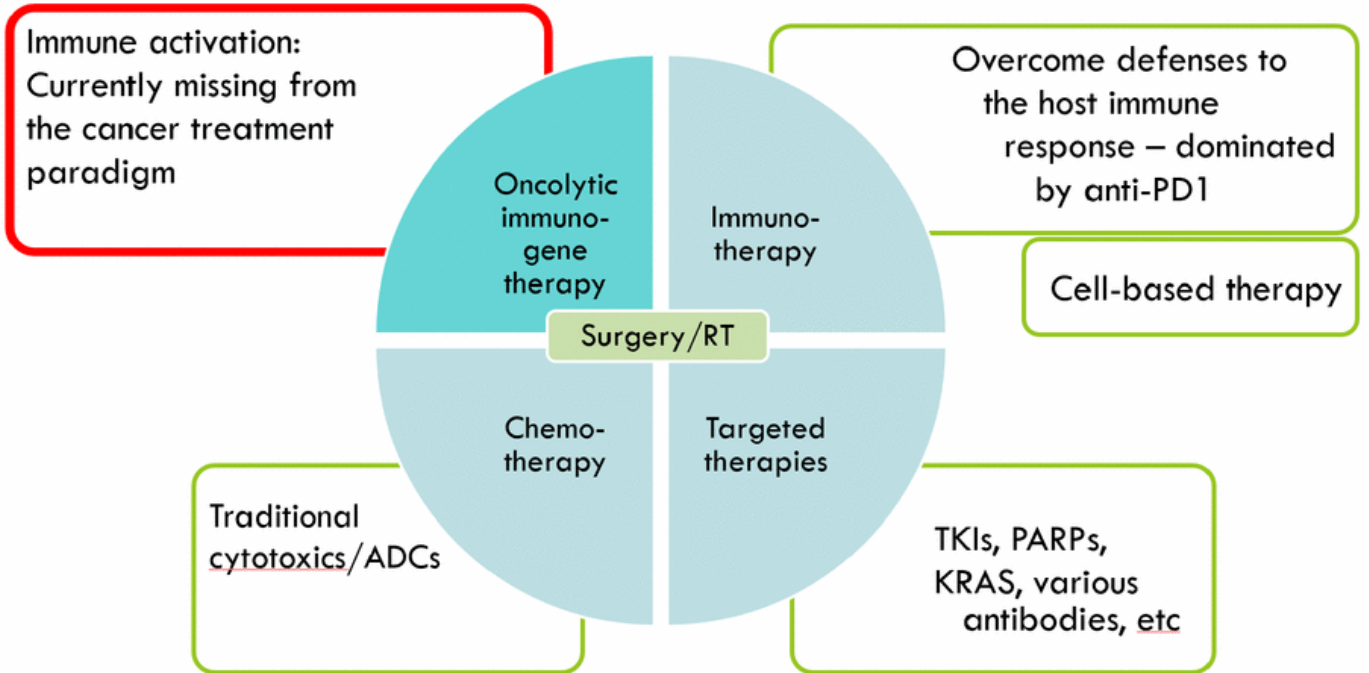 Immune activation:
Currently missing from
the cancer treatment
paradigm
Overcome defenses to
the host immune
response – dominated
by anti-PD1
Oncolytic
immuno-
gene
therapy
Immuno-
therapy
Cell-based therapy
Surgery/RT
Chemo-
therapy
Targeted
therapies
Traditional
cytotoxics/ADCs
TKIs, PARPs,
KRAS, various
antibodies, etc